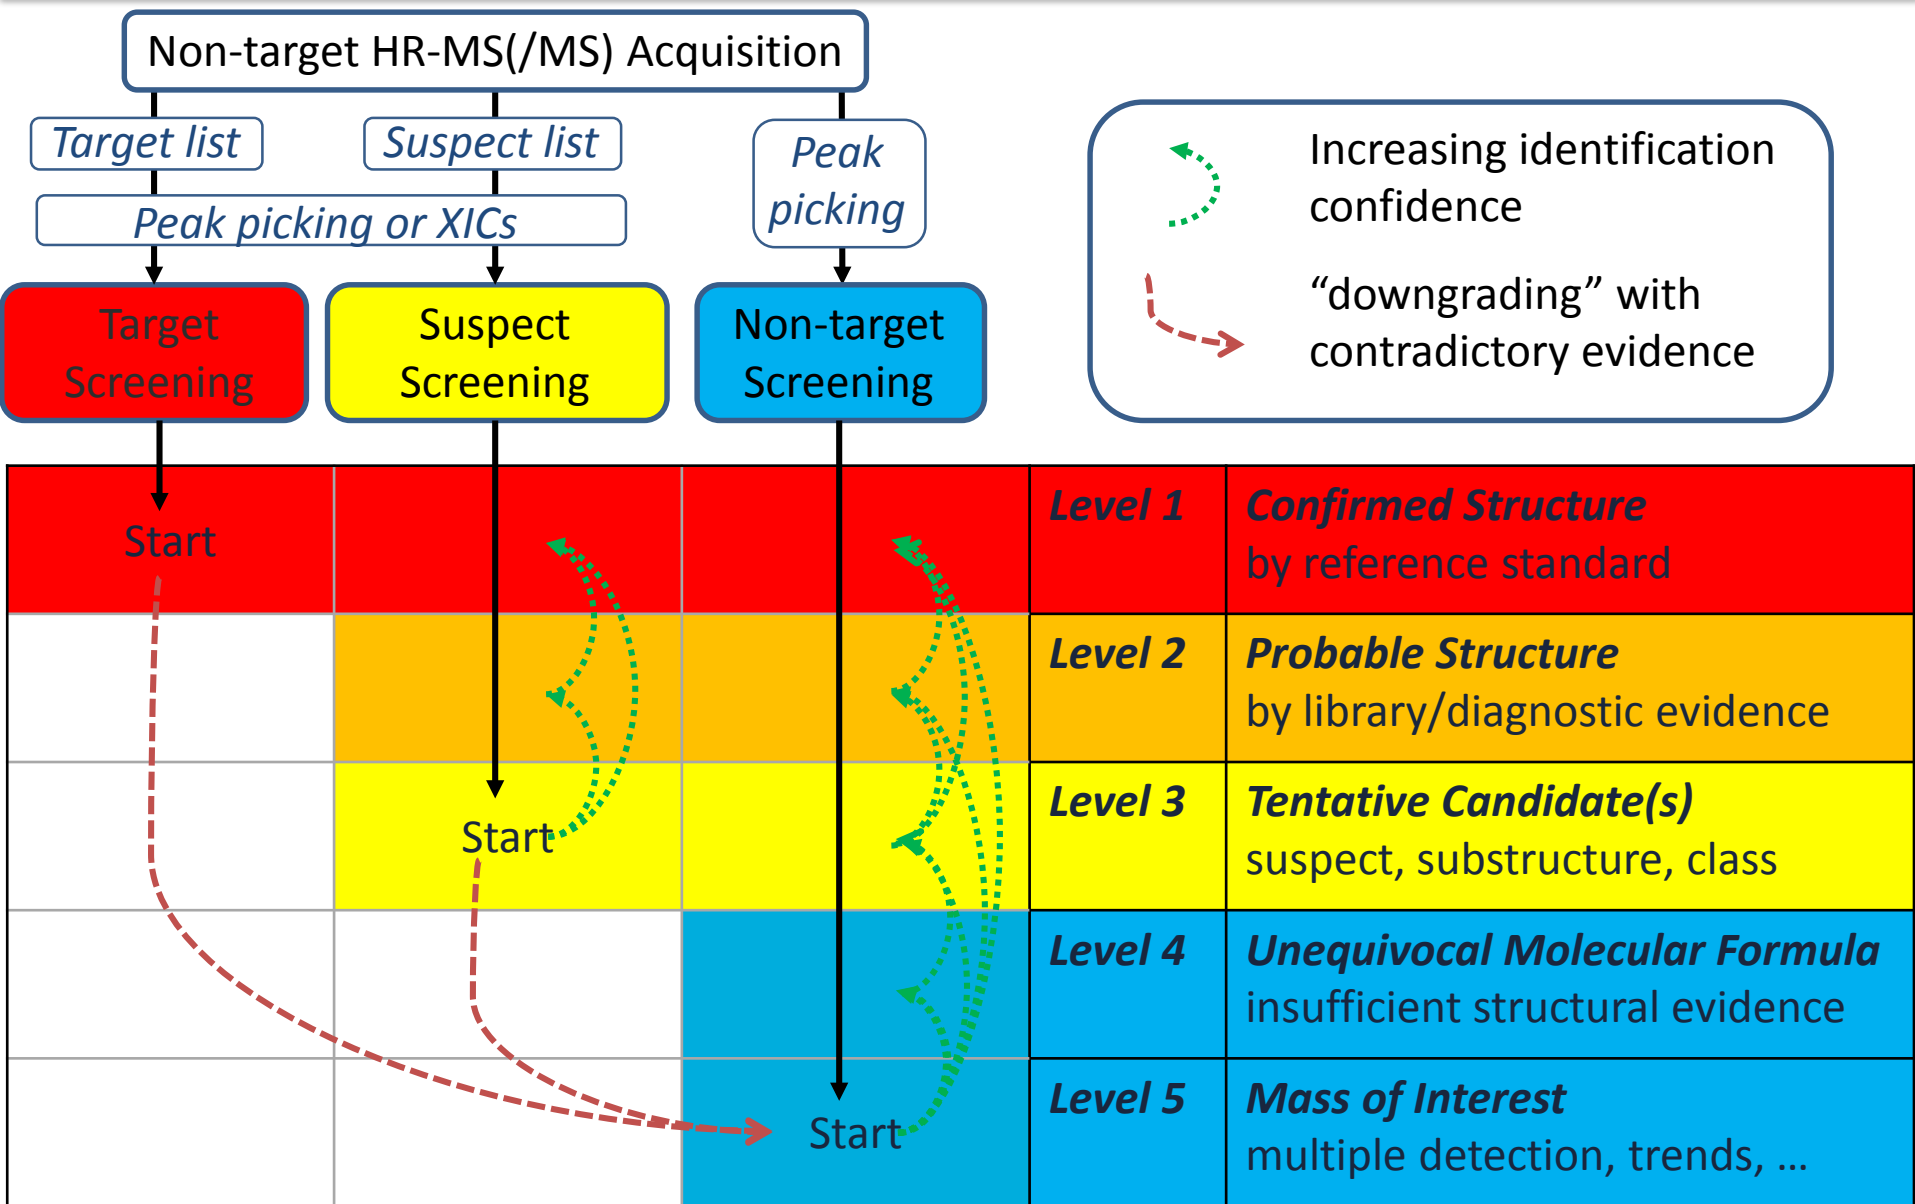 Non-target HR-MS(/MS) Acquisition
Target list
Suspect list
Peak
picking
Peak picking or XICs
Target
Screening
Suspect
Screening
Non-target
Screening
Increasing identification
confidence
“downgrading” with
contradictory evidence
Start
Level 1
Confirmed Structure
by reference standard
Level 2
Probable Structure
by library/diagnostic evidence
Start
Level 3
Tentative Candidate(s)
suspect, substructure, class
Level 4
Unequivocal Molecular Formula
insufficient structural evidence
Start
Level 5
Mass of Interest
multiple detection, trends, …